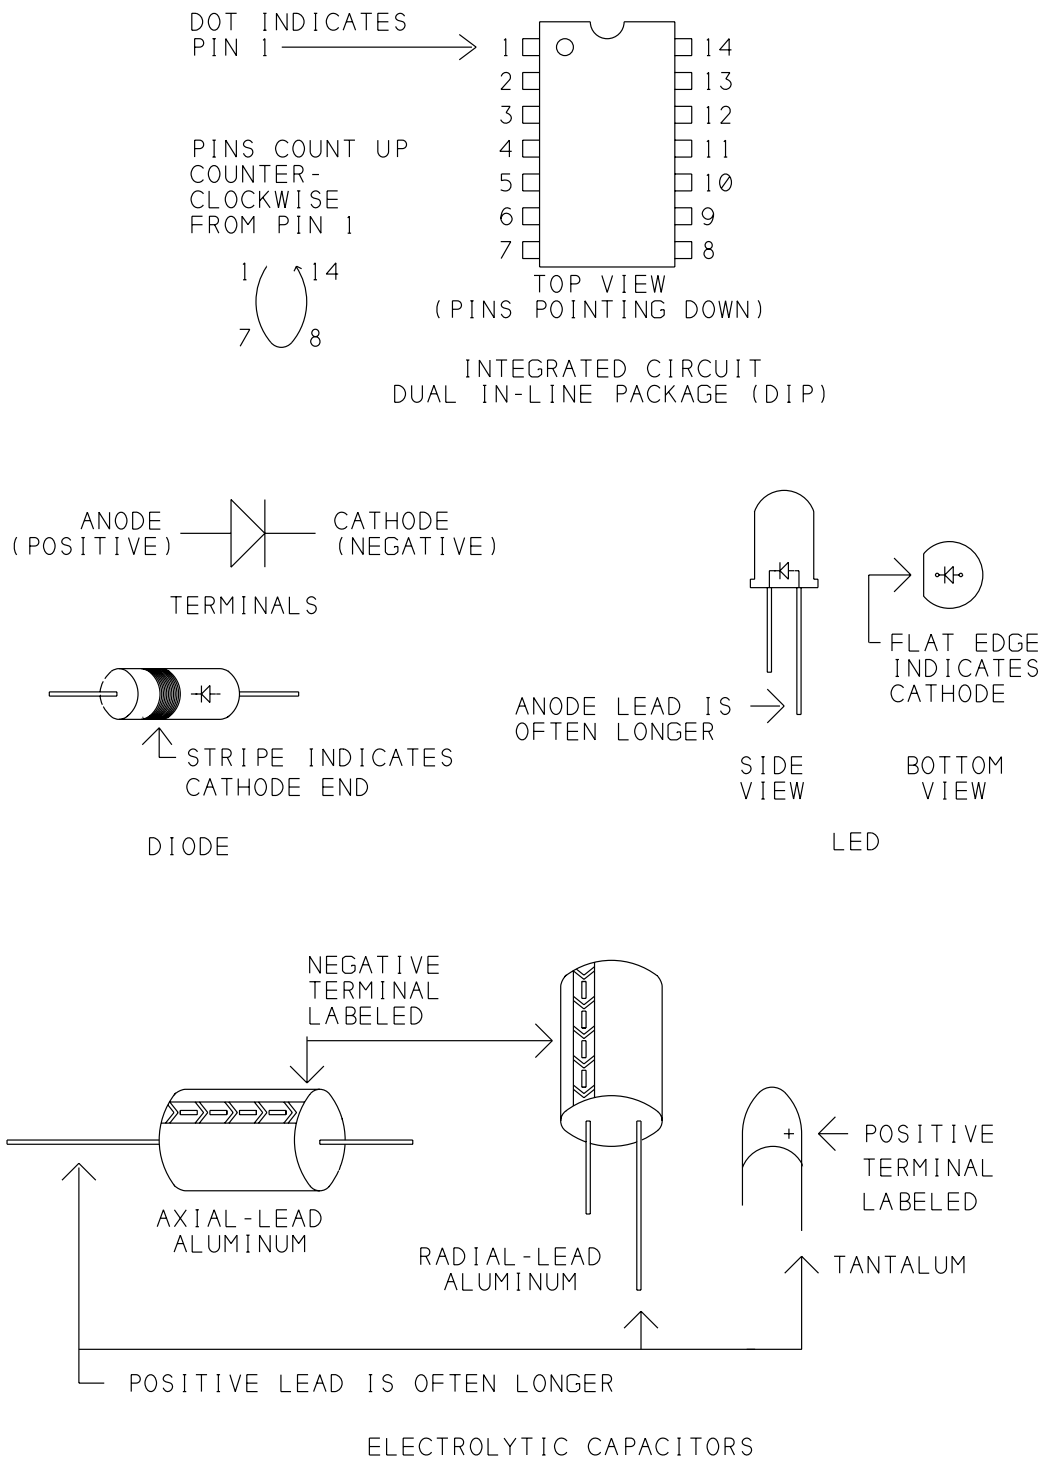 DOT INDICATES
PIN 1
1 14
2 13
3 12
4 11
5 10
6 9
7 8
PINS COUNT UP
COUNTER-
CLOCKWISE
FROM PIN 1
1 14
7 8
TOP VIEW
(PINS POINTING DOWN)
INTEGRATED CIRCUIT
DUAL IN-LINE PACKAGE (DIP)
ANODE
(POSITIVE)
CATHODE
(NEGATIVE)
TERMINALS
STRIPE INDICATES
CATHODE END
DIODE
FLAT EDGE
INDICATES
CATHODE
ANODE LEAD IS
OFTEN LONGER
SIDE
VIEW
BOTTOM
VIEW
LED
NEGATIVE
TERMINAL
LABELED
+
POSITIVE
TERMINAL
LABELED
AXIAL-LEAD
ALUMINUM
RADIAL-LEAD
ALUMINUM
TANTALUM
POSITIVE LEAD IS OFTEN LONGER
ELECTROLYTIC CAPACITORS